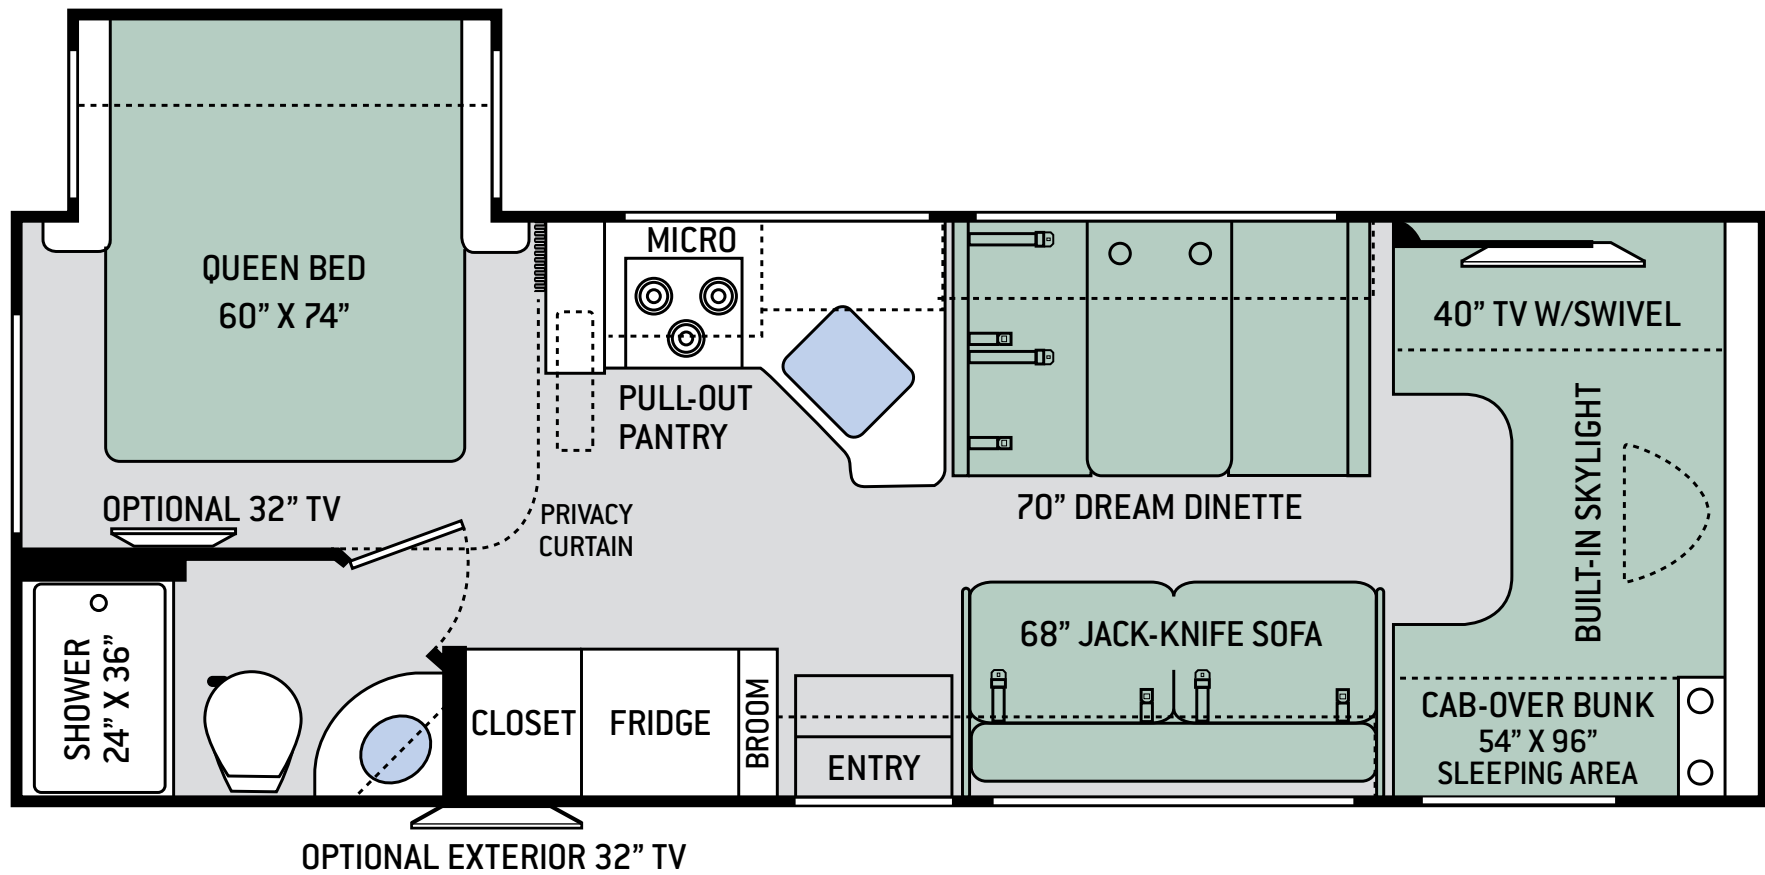 QUEEN BED
60” X 74”
MICRO
PULL-OUT
PANTRY
40” TV W/SWIVEL
BUILT-IN SKYLIGHT
OPTIONAL 32” TV
PRIVACY
CURTAIN
70” DREAM DINETTE
SHOWER
24” X 36”
CLOSET
FRIDGE
BROOM
ENTRY
68” JACK-KNIFE SOFA
CAB-OVER BUNK
54” X 96”
SLEEPING AREA
OPTIONAL EXTERIOR 32” TV